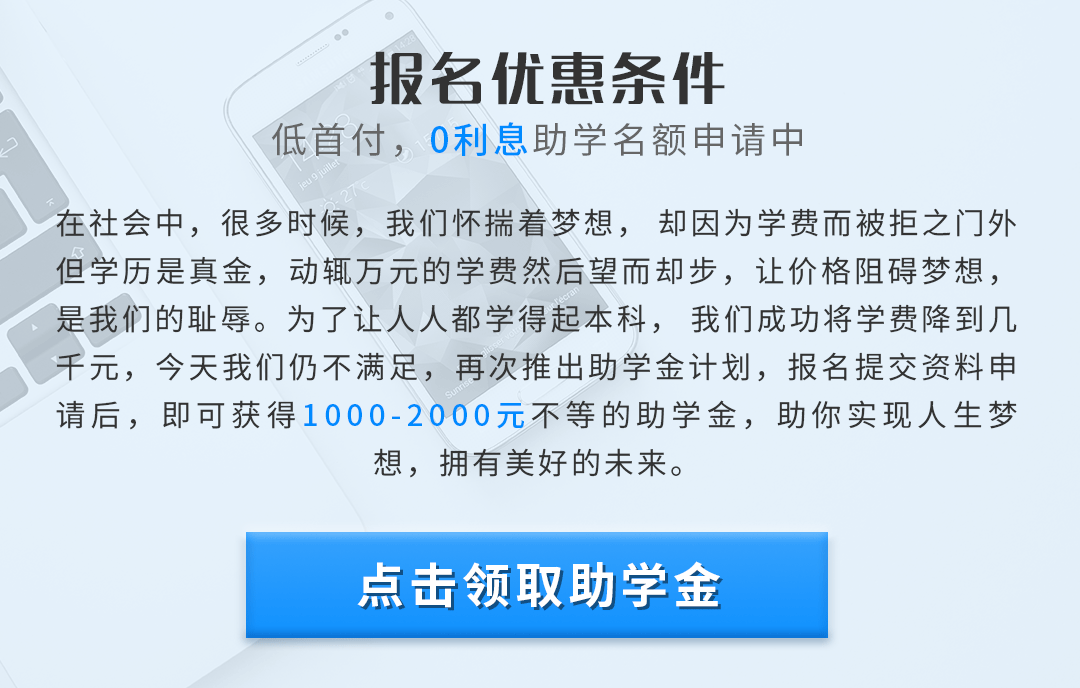 报名优惠条件
低首付，0利息助学名额申请中
在社会中，很多时候，我们怀揣着梦想， 却因为学费而被拒之门外
但学历是真金，动辄万元的学费然后望而却步，让价格阻碍梦想，
是我们的耻辱。为了让人人都学得起本科， 我们成功将学费降到几
千元，今天我们仍不满足，再次推出助学金计划，报名提交资料申
请后，即可获得1000-2000元不等的助学金，助你实现人生梦
想，拥有美好的未来。
点击领取助学金